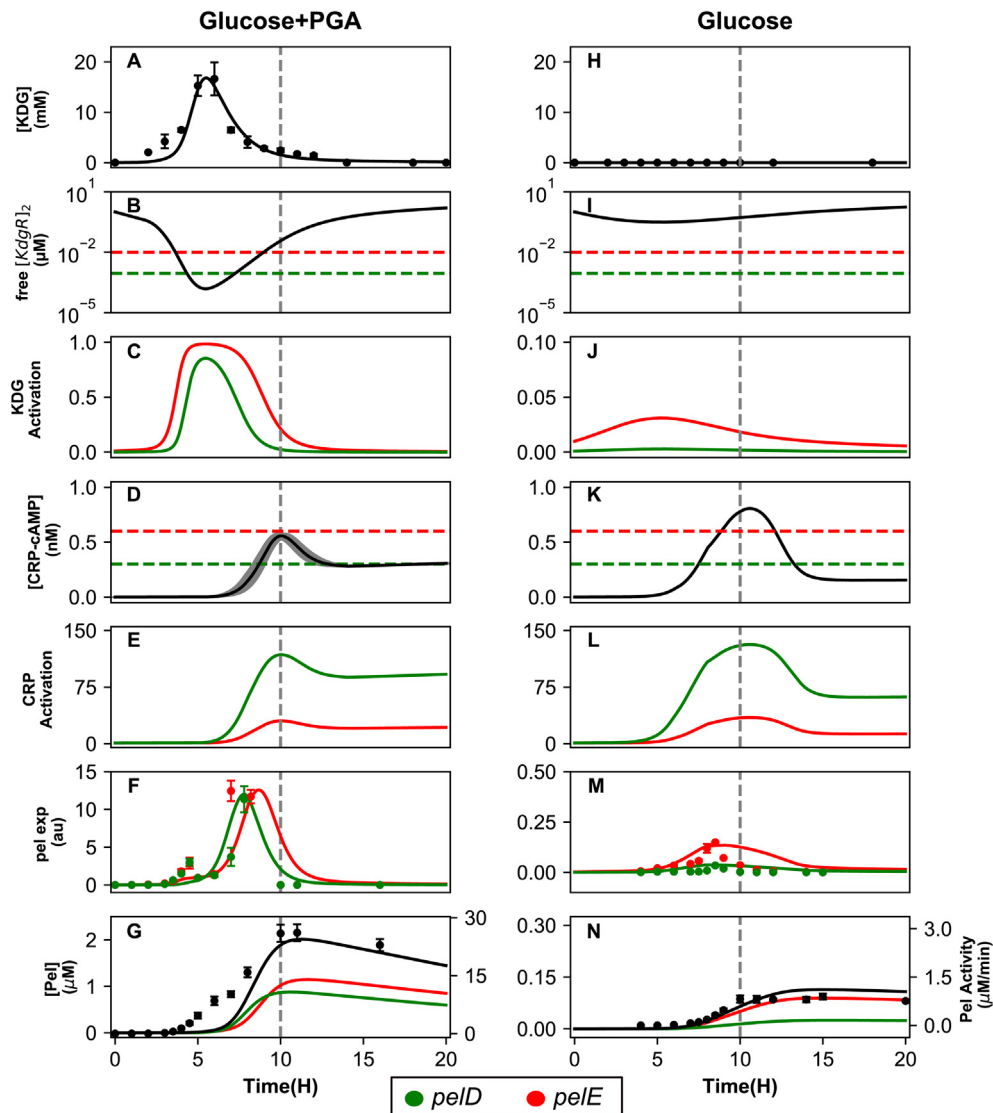 Glucose+PGA
Glucose
A
[KDG]
(mM)
20
10
0
H
20
10
0
B
free [KdgR]2
(μM)
10^1
10^-2
10^-5
I
10^1
10^-2
10^-5
C
KDG
Activation
1.0
0.5
0.0
J
0.10
0.05
0.00
D
[CRP-cAMP]
(nM)
1.0
0.5
0.0
K
1.0
0.5
0.0
E
CRP
Activation
150
75
0
L
150
75
0
F
pel exp
(au)
15
10
5
0
M
0.50
0.25
0.00
G
[Pel]
(μM)
2
1
0
30
15
0
N
0.30
0.15
0.00
3.0
1.0
0.0
Pel Activity
(μM/min)
0 5 10 15 20
0 5 10 15 20
Time(H)
Time(H)
pelD pelE